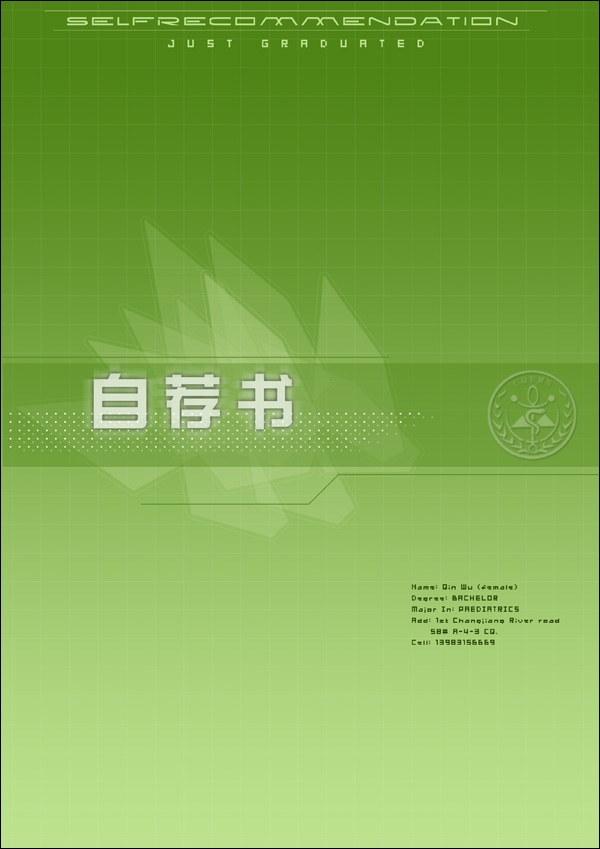 SELFRECOMMENDATION
JUST GRADUATED
自荐书
CQUMS
Name: Qin Wu (female)
Degree: BACHELOR
Major In: PAEDIATRICS
Add: 1st Changjiang River road
58# A-4-3 CQ.
Cell: 13983156669